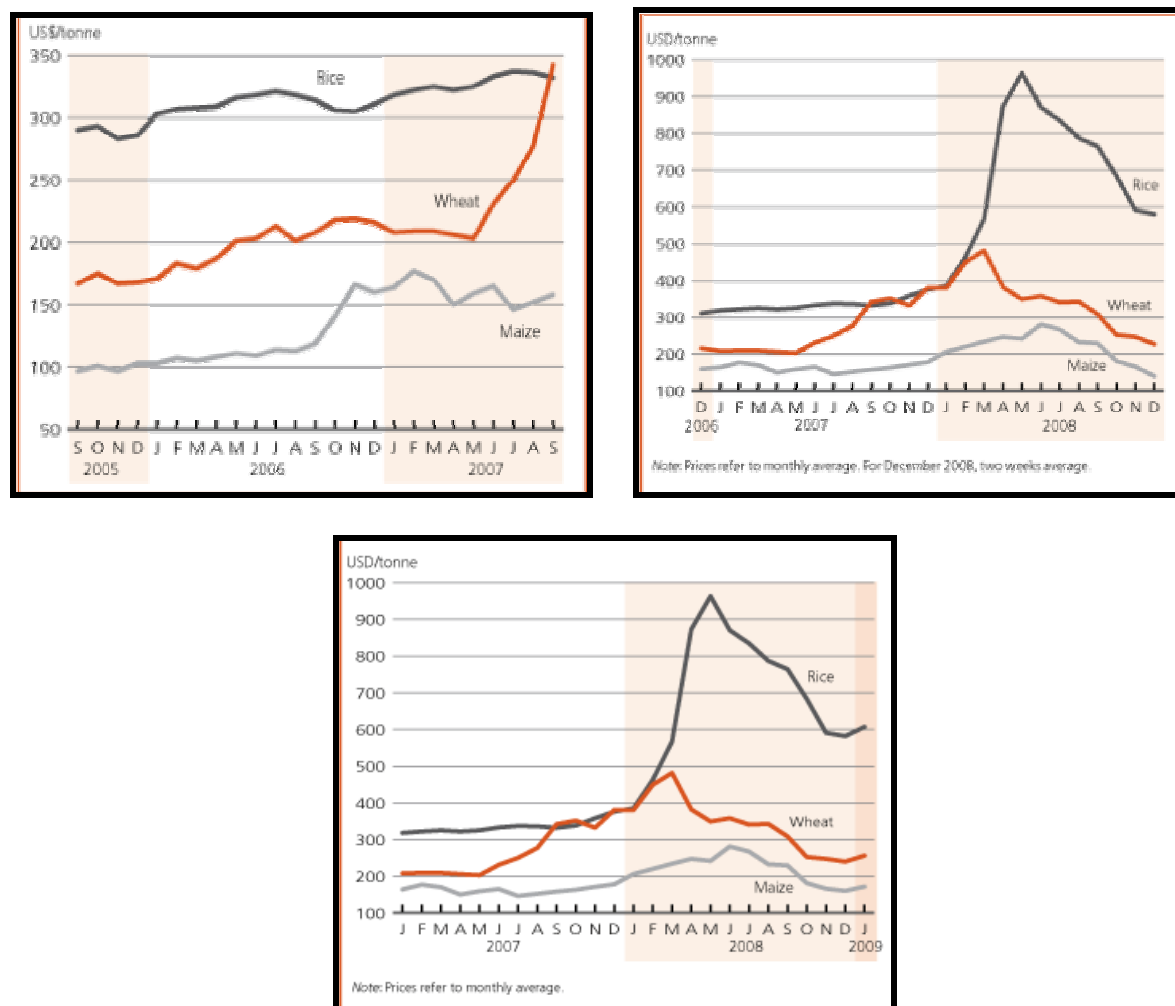 US$/tonne
350
Rice
300
250
Wheat
200
150
Maize
100
50
S O N D J F M A M J J A S O N D J F M A M J J A S
2005 2006 2007
USD/tonne
1000
900
800
700
Rice
600
500
400
Wheat
300
200
Maize
100
D J F M A M J J A S O N D J F M A M J J A S O N D
2006 2007 2008
Note: Prices refer to monthly average. For December 2008, two weeks average.
USD/tonne
1000
900
800
700
Rice
600
500
400
Wheat
300
200
Maize
100
J F M A M J J A S O N D J F M A M J J A S O N D J
2007 2008 2009
Note: Prices refer to monthly average.